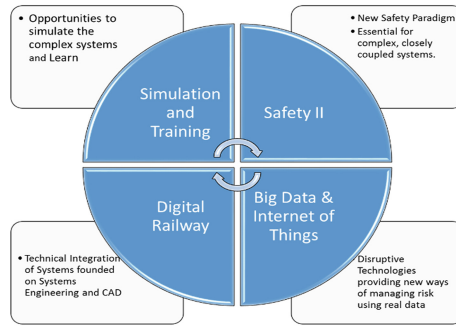 • Opportunities to
simulate the
complex systems
and Learn
• New Safety Paradigm
• Essential for
complex, closely
coupled systems.
Simulation
and
Training
Safety II
Digital
Railway
Big Data &
Internet of
Things
• Technical Integration
of Systems founded
on Systems
Engineering and CAD
Disruptive
Technologies
providing new ways
of managing risk
using real data